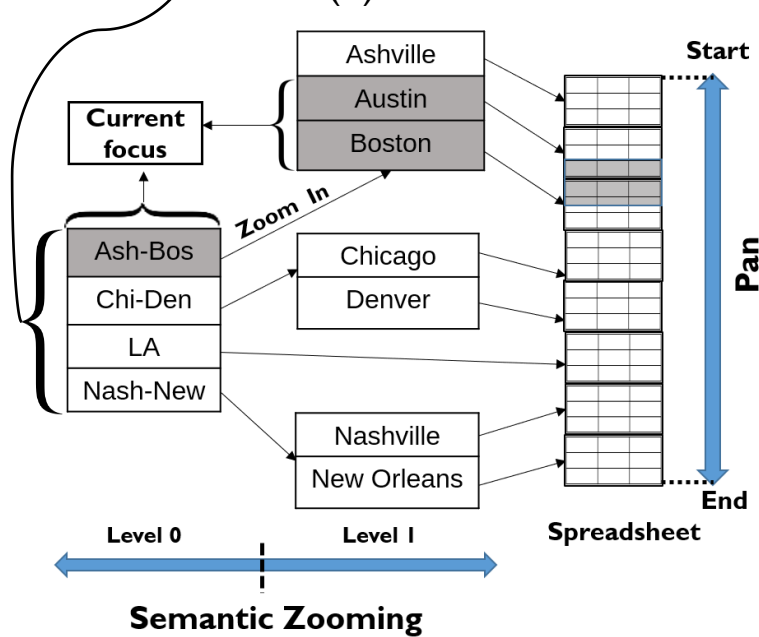 Ashville
Start
Austin
Current
focus
Boston
Zoom In
Ash-Bos
Chicago
Pan
Chi-Den
Denver
LA
Nash-New
Nashville
New Orleans
End
Level 0
Level 1
Spreadsheet
Semantic Zooming